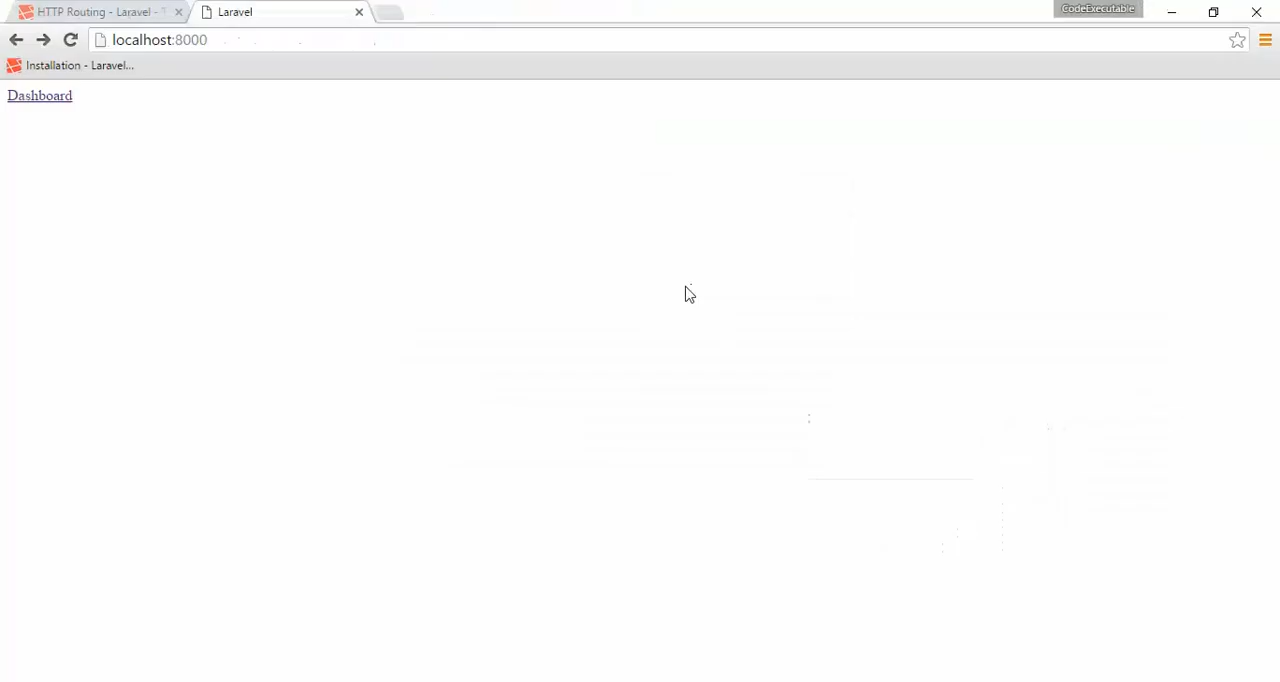 HTTP Routing - Laravel - T
Laravel
CodeExecutable
localhost:8000
Installation - Laravel...
Dashboard